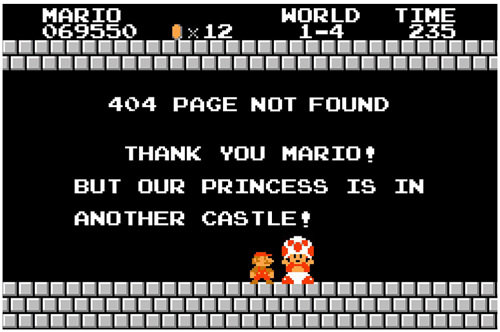 MARIO WORLD TIME
069550 ×12 1-4 235
404 PAGE NOT FOUND
THANK YOU MARIO!
BUT OUR PRINCESS IS IN
ANOTHER CASTLE!